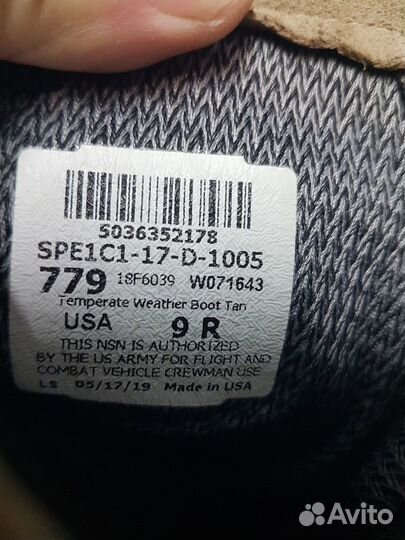 5036352178
SPE1C1-17-D-1005
779 18F6039 W071643
Temperate Weather Boot Tan
USA 9 R
THIS NSN IS AUTHORIZED
BY THE US ARMY FOR FLIGHT AND
COMBAT VEHICLE CREWMAN USE
LS 05/17/19 Made in USA
Avito